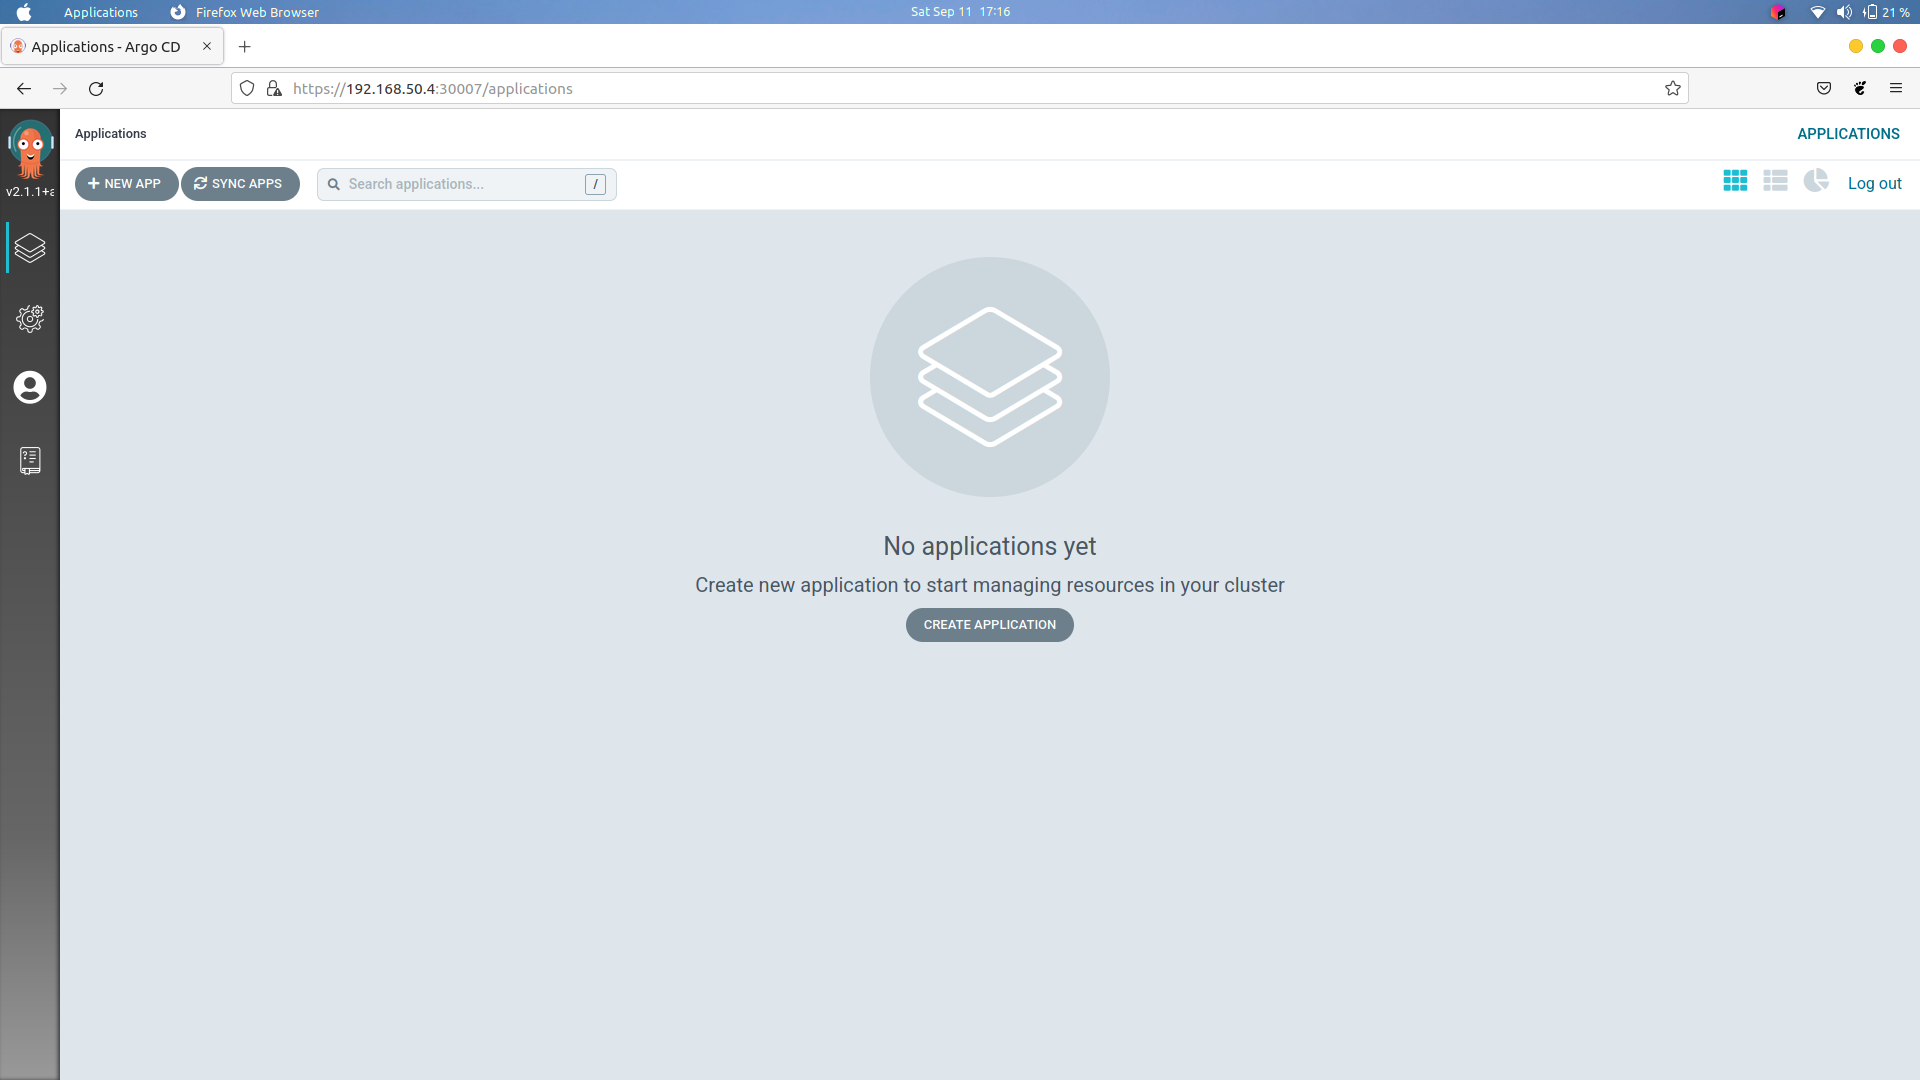 Applications Firefox Web Browser Sat Sep 11 17:16 21 %
Applications - Argo CD
https://192.168.50.4:30007/applications
v2.1.1+a
Applications APPLICATIONS
NEW APP SYNC APPS Search applications... / Log out
No applications yet
Create new application to start managing resources in your cluster
CREATE APPLICATION